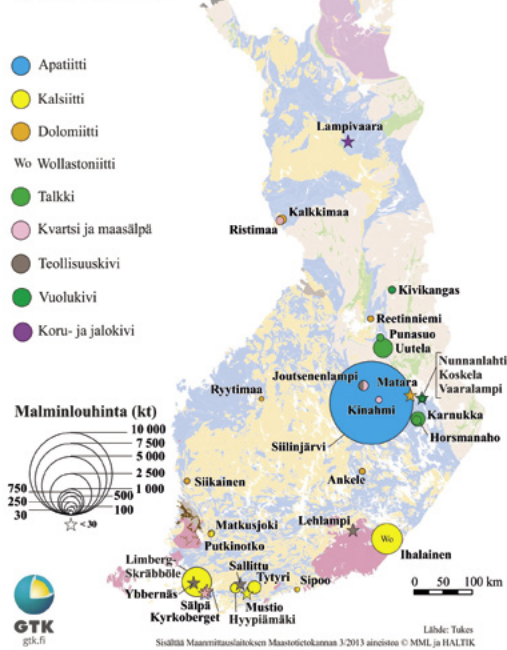 Apatiitti
Kalsiitti
Dolomiitti
Wo Wollastoniitti
Talkki
Kvartsi ja maasälpä
Teollisuuskivi
Vuolukivi
Koru- ja jalokivi
Lampivaara
Kalkkimaa
Ristimaa
Kivikangas
Reetinniemi
Punasuo
Uutela
Nunnanlahti
Koskela
Vaaralampi
Joutsenenlampi
Matara
Kinahmi
Ryytimaa
Karnukka
Horsmanaho
Siilinjärvi
Malminlouhinta (kt)
10 000
7 500
5 000
2 500
1 000
750
500
250
100
30
<30
Siikainen
Ankele
Matkusjoki
Putkinotko
Lehlampi
Wo
Ihalainen
Limberg-
Skräbböle
Sallittu
Tytyri
Sipoo
Ybbernäs
Sälpä
Mustio
Kyrkoberget
Hyypiämäki
0 50 100 km
GTK
gtk.fi
Lähde: Tukes
Sisältää Maanmittauslaitoksen Maastotietokannan 3/2013 aineistoa © MML ja HALTIK